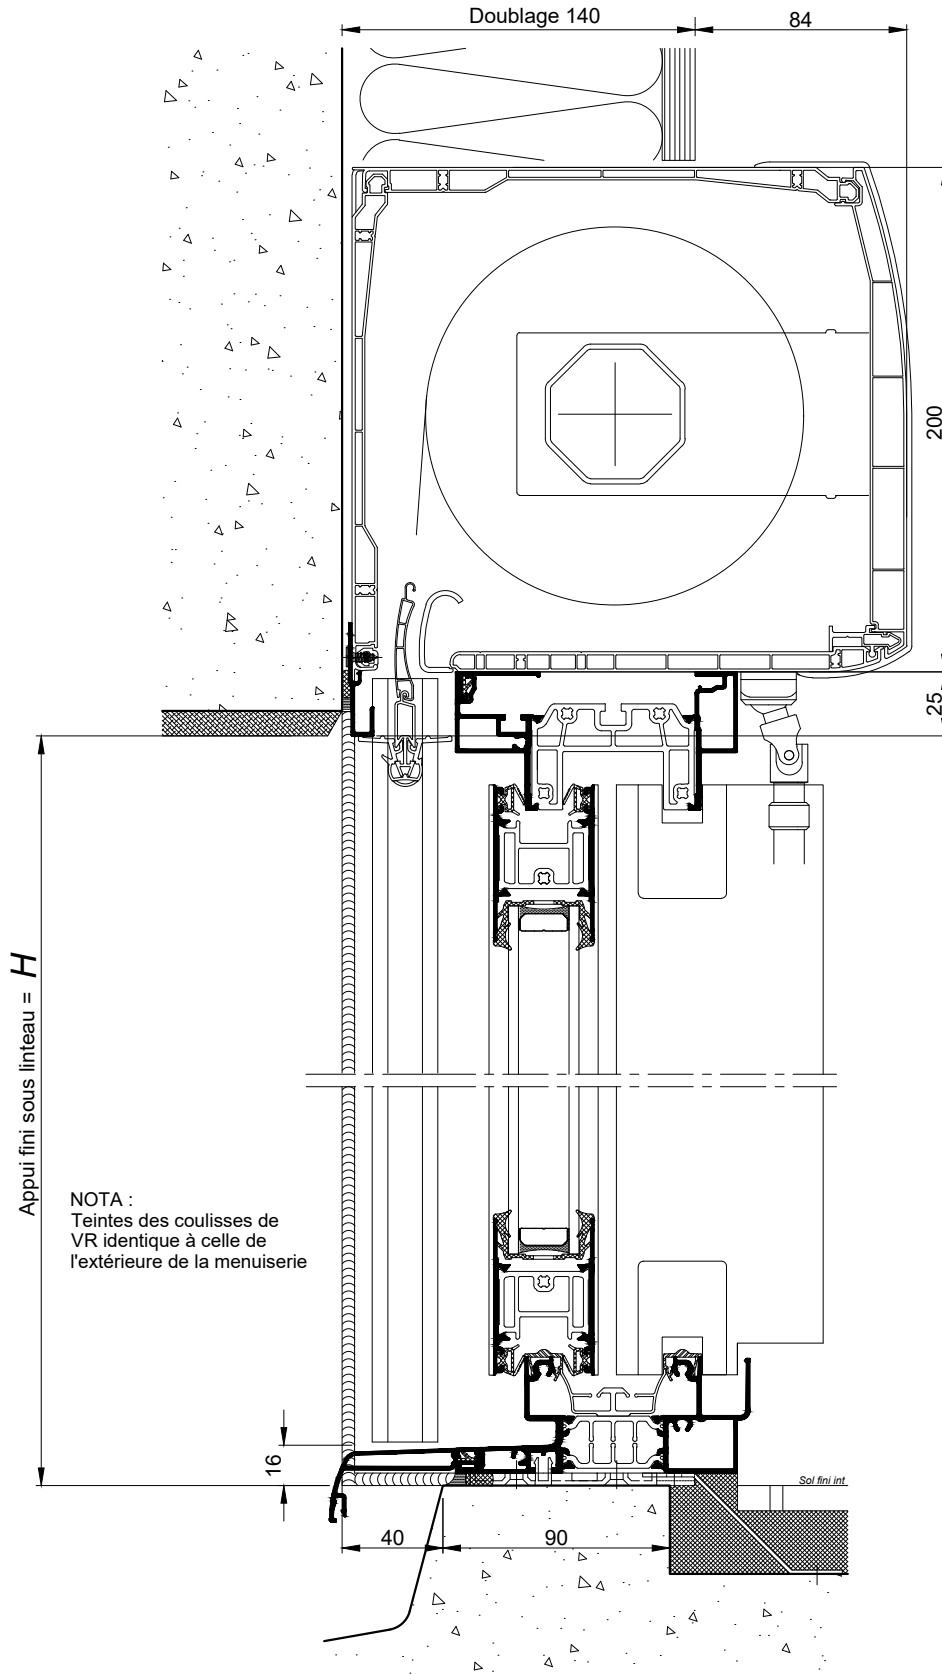 Doublage 140
84
200
25
Appui fini sous linteau = H
NOTA :
Teintes des coulisses de
VR identique à celle de
l'extérieure de la menuiserie
16
Sol fini int
40
90